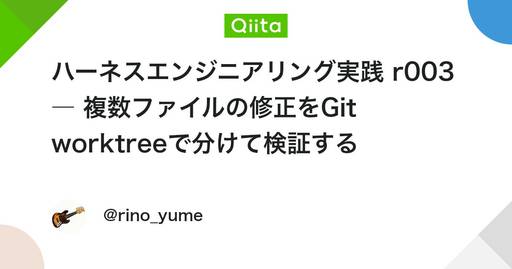 Qiita
ハーネスエンジニアリング実践 r003
― 複数ファイルの修正をGit
worktreeで分けて検証する
@rino_yume